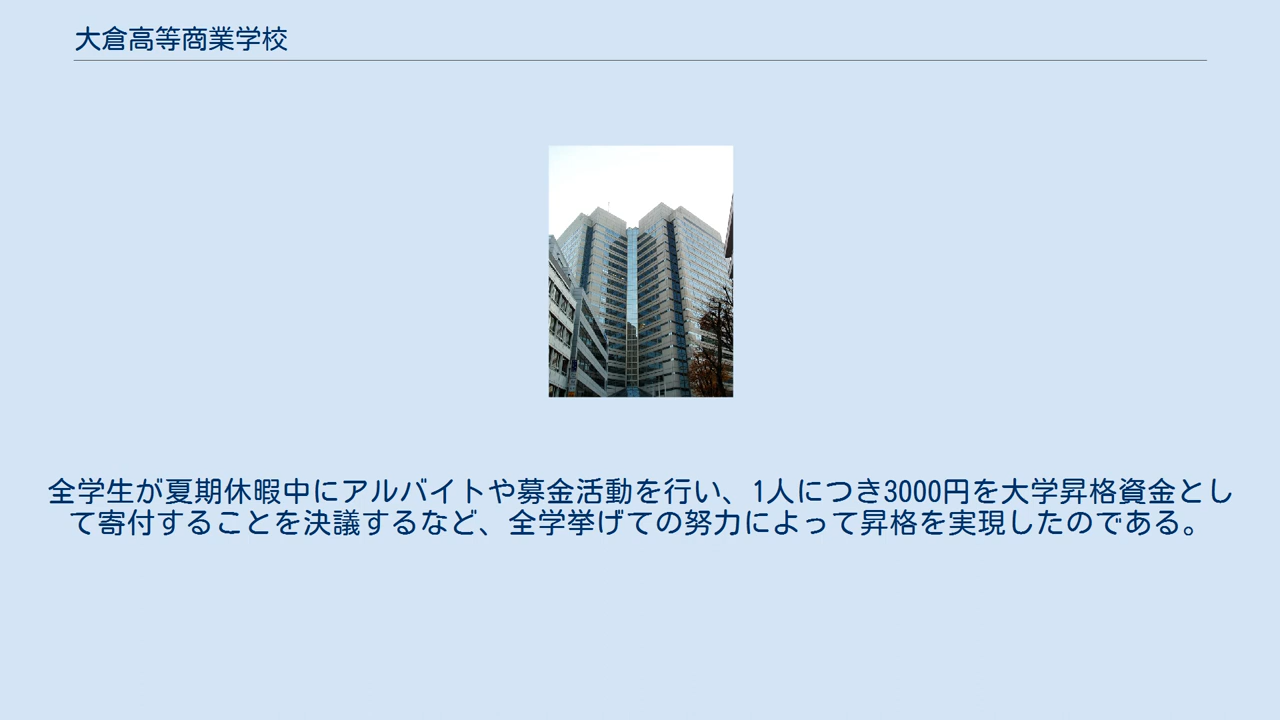 大倉高等商業学校
全学生が夏期休暇中にアルバイトや募金活動を行い、1人につき3000円を大学昇格資金とし
て寄付することを決議するなど、全学挙げての努力によって昇格を実現したのである。